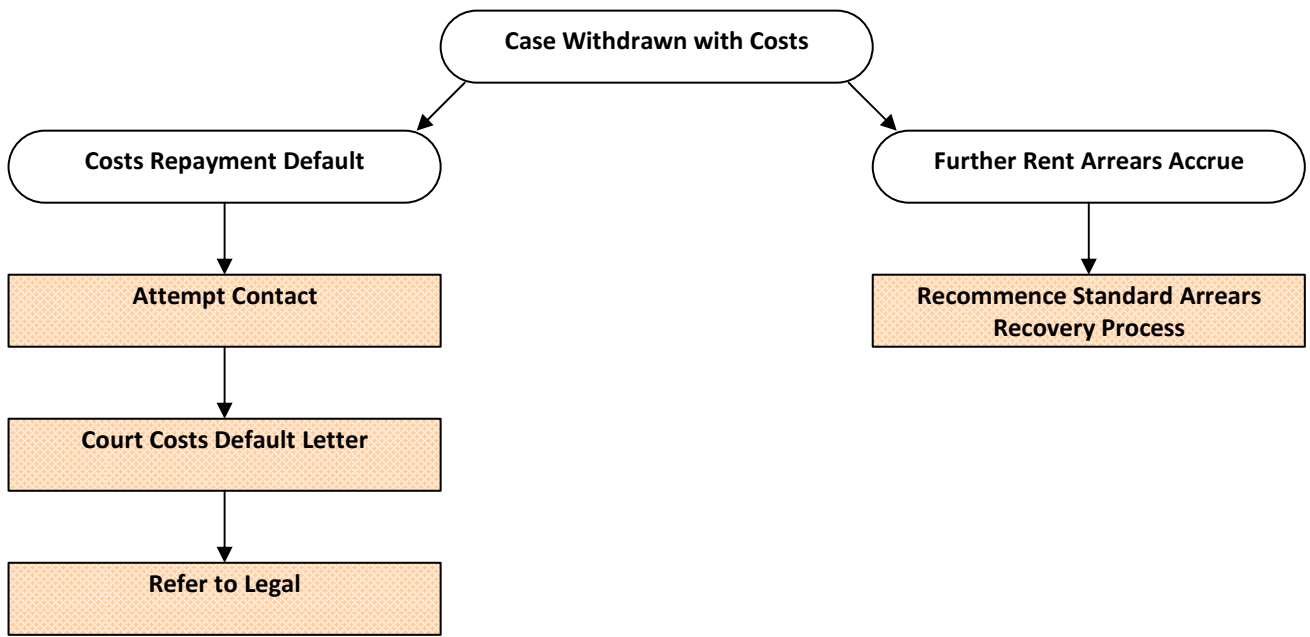 Case Withdrawn with Costs
Costs Repayment Default
Further Rent Arrears Accrue
Attempt Contact
Recommence Standard Arrears
Recovery Process
Court Costs Default Letter
Refer to Legal